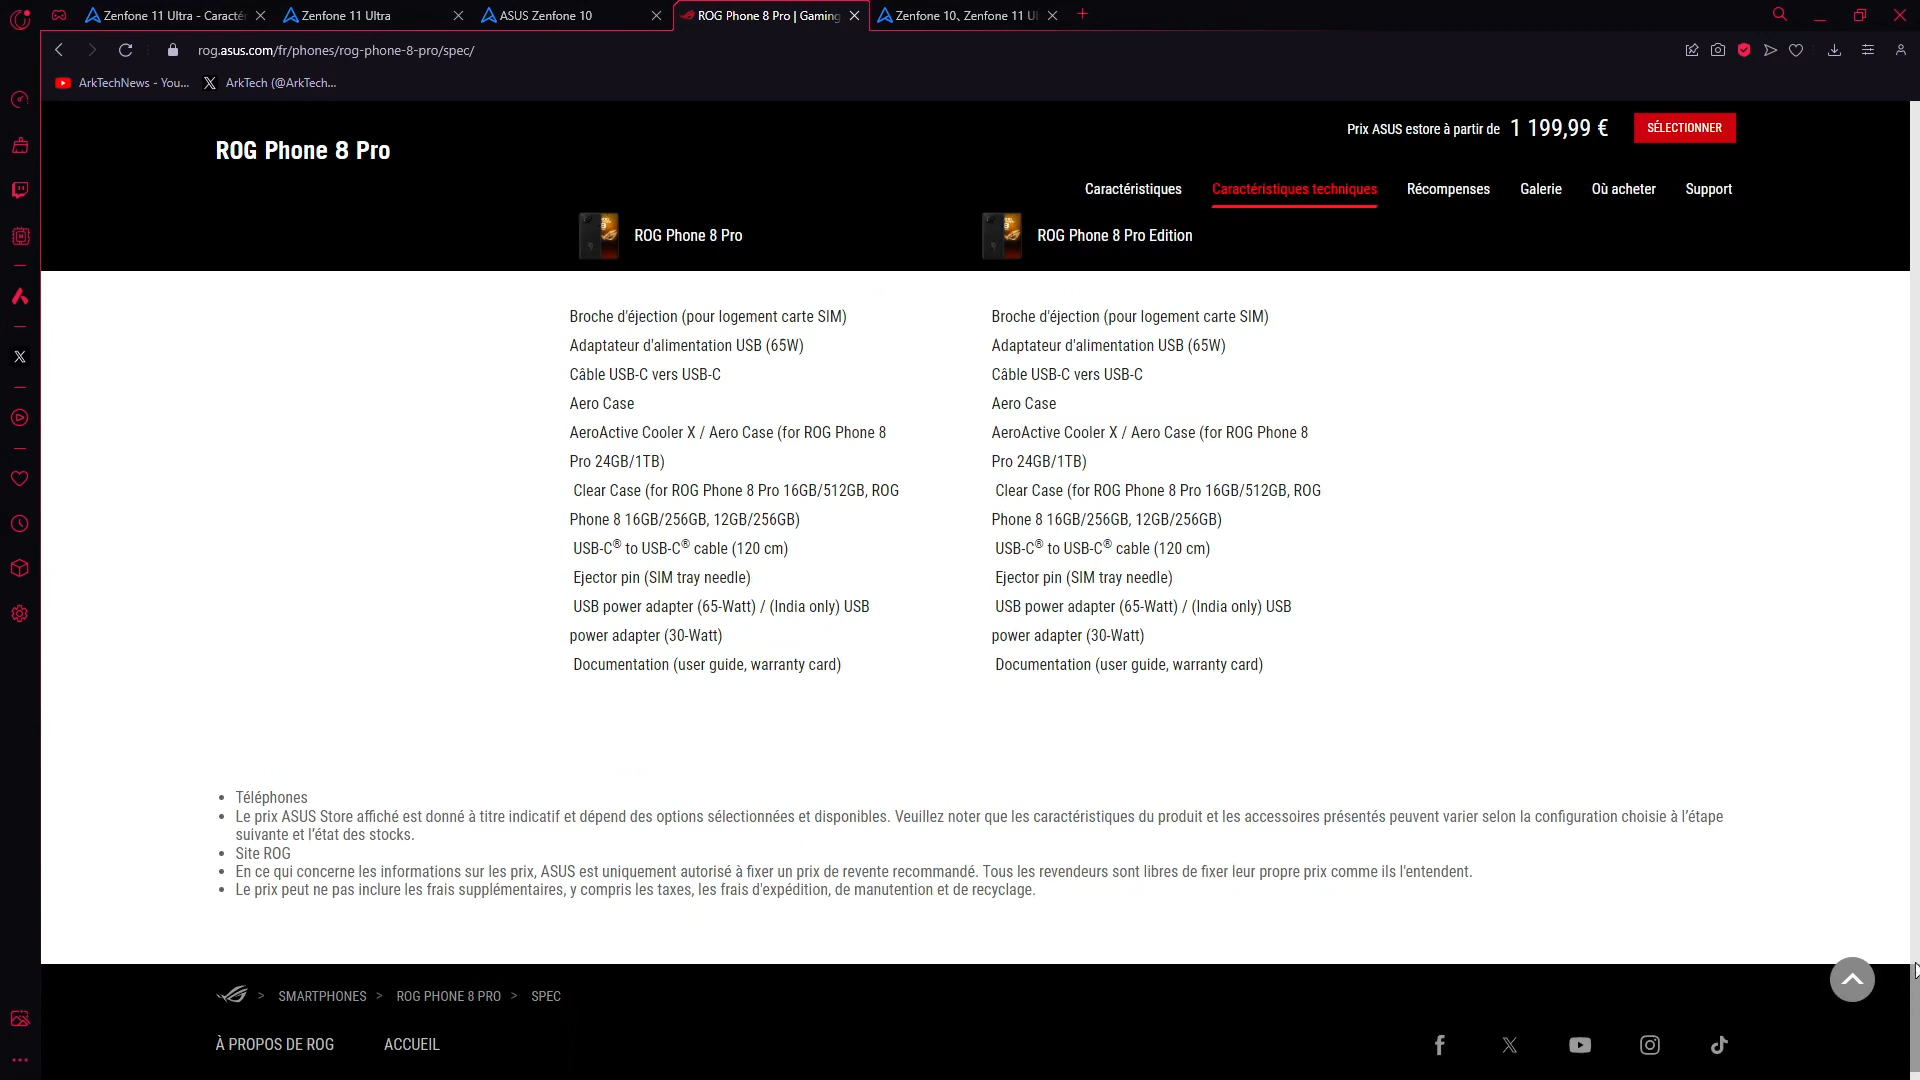 Zenfone 11 Ultra - Caracté
Zenfone 11 Ultra
ASUS Zenfone 10
ROG Phone 8 Pro | Gaming
Zenfone 10、Zenfone 11 Ul
rog.asus.com/fr/phones/rog-phone-8-pro/spec/
ArkTechNews - You...
ArkTech (@ArkTech...
ROG Phone 8 Pro
Prix ASUS estore à partir de 1 199,99 €
SÉLECTIONNER
Caractéristiques
Caractéristiques techniques
Récompenses
Galerie
Où acheter
Support
ROG Phone 8 Pro
ROG Phone 8 Pro Edition
Broche d'éjection (pour logement carte SIM)
Adaptateur d'alimentation USB (65W)
Câble USB-C vers USB-C
Aero Case
AeroActive Cooler X / Aero Case (for ROG Phone 8
Pro 24GB/1TB)
Clear Case (for ROG Phone 8 Pro 16GB/512GB, ROG
Phone 8 16GB/256GB, 12GB/256GB)
USB-C® to USB-C® cable (120 cm)
Ejector pin (SIM tray needle)
USB power adapter (65-Watt) / (India only) USB
power adapter (30-Watt)
Documentation (user guide, warranty card)
Broche d'éjection (pour logement carte SIM)
Adaptateur d'alimentation USB (65W)
Câble USB-C vers USB-C
Aero Case
AeroActive Cooler X / Aero Case (for ROG Phone 8
Pro 24GB/1TB)
Clear Case (for ROG Phone 8 Pro 16GB/512GB, ROG
Phone 8 16GB/256GB, 12GB/256GB)
USB-C® to USB-C® cable (120 cm)
Ejector pin (SIM tray needle)
USB power adapter (65-Watt) / (India only) USB
power adapter (30-Watt)
Documentation (user guide, warranty card)
• Téléphones
• Le prix ASUS Store affiché est donné à titre indicatif et dépend des options sélectionnées et disponibles. Veuillez noter que les caractéristiques du produit et les accessoires présentés peuvent varier selon la configuration choisie à l’étape
suivante et l’état des stocks.
• Site ROG
• En ce qui concerne les informations sur les prix, ASUS est uniquement autorisé à fixer un prix de revente recommandé. Tous les revendeurs sont libres de fixer leur propre prix comme ils l'entendent.
• Le prix peut ne pas inclure les frais supplémentaires, y compris les taxes, les frais d'expédition, de manutention et de recyclage.
> SMARTPHONES > ROG PHONE 8 PRO > SPEC
À PROPOS DE ROG
ACCUEIL